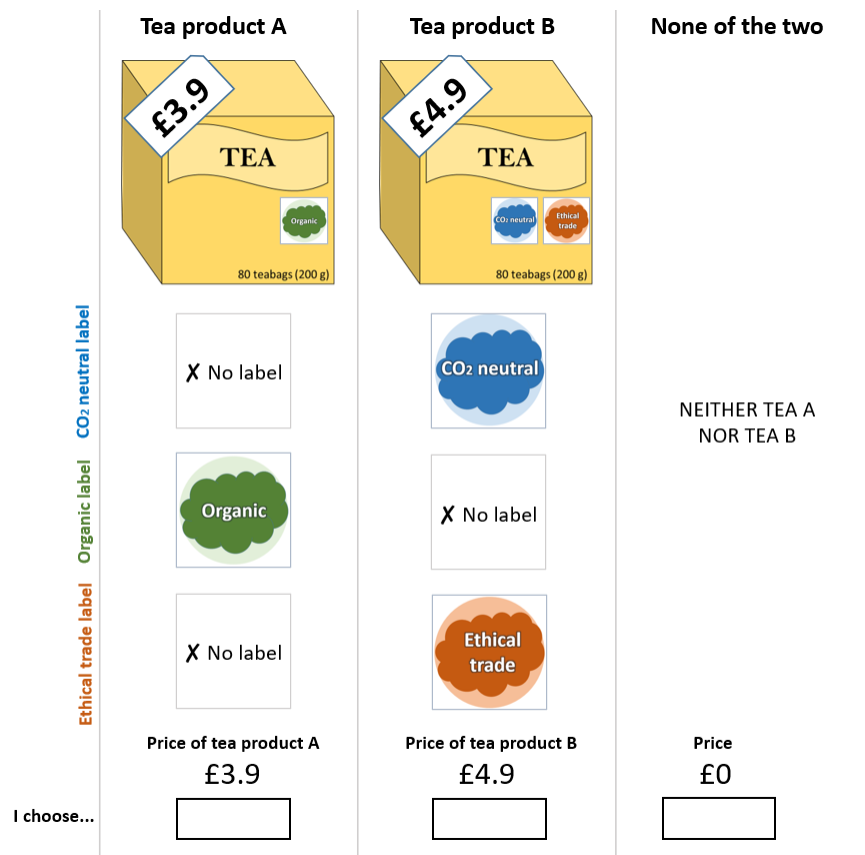 Tea product A
Tea product B
None of the two
£3.9
TEA
Organic
80 teabags (200 g)
£4.9
TEA
CO₂ neutral
Ethical
trade
80 teabags (200 g)
CO₂ neutral label
✗ No label
CO₂ neutral
NEITHER TEA A
NOR TEA B
Organic label
Organic
✗ No label
Ethical trade label
✗ No label
Ethical
trade
Price of tea product A
£3.9
Price of tea product B
£4.9
Price
£0
I choose...